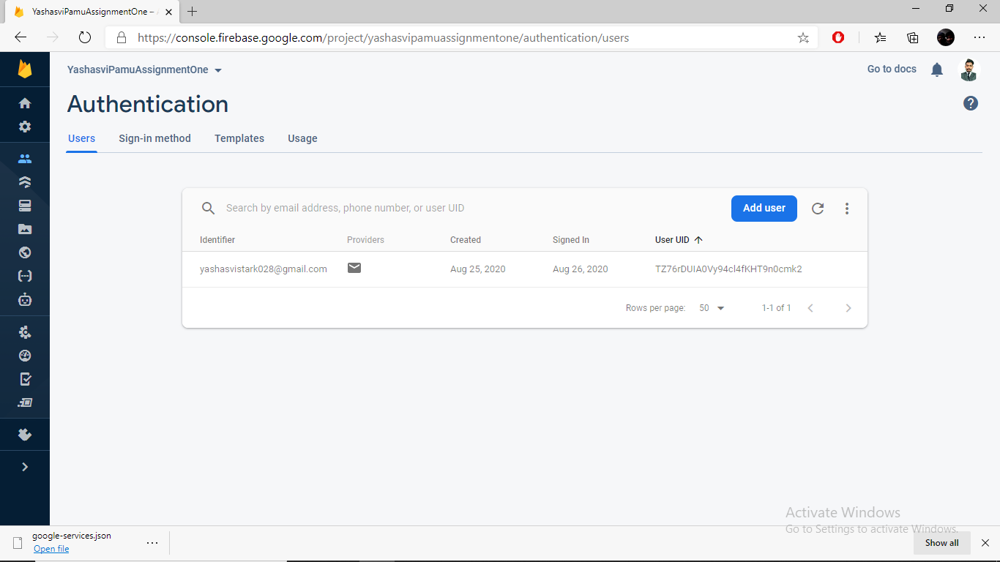 YashasviPamuAssignmentOne –
https://console.firebase.google.com/project/yashasvipamuassignmentone/authentication/users
YashasviPamuAssignmentOne
Go to docs
Authentication
Users Sign-in method Templates Usage
Search by email address, phone number, or user UID
Add user
Identifier Providers Created Signed In User UID
yashasvistark028@gmail.com Aug 25, 2020 Aug 26, 2020 TZ76rDUIA0Vy94cl4fKHT9n0cmk2
Rows per page: 50 1-1 of 1
Activate Windows
Go to Settings to activate Windows.
google-services.json
Open file
Show all